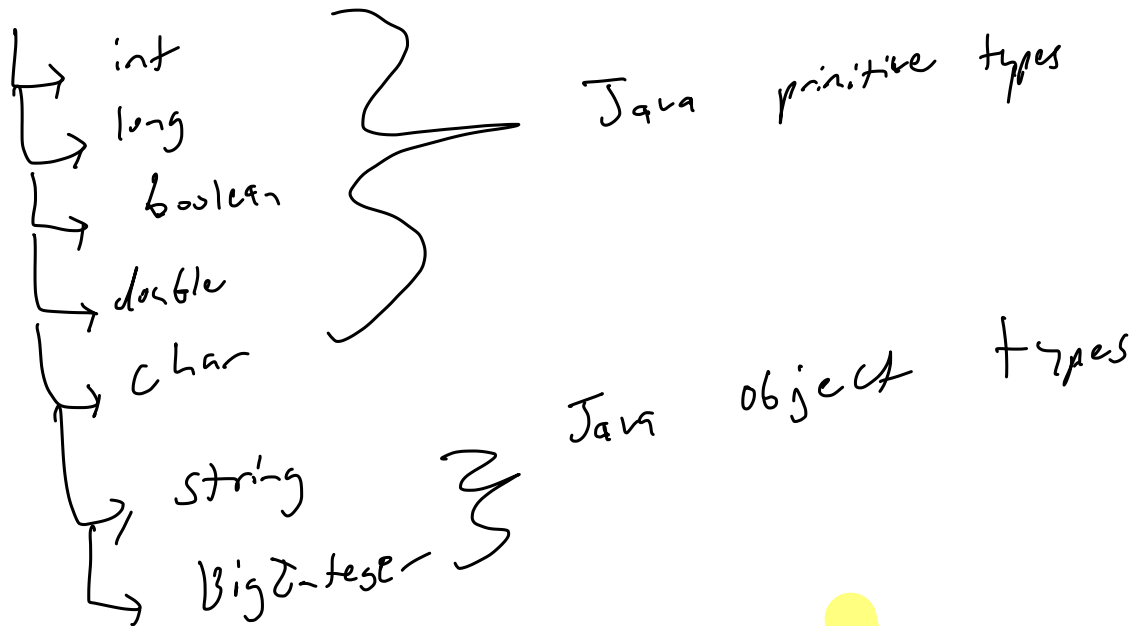 int
long
boolean
double
char
Java primitive types
string
BigInteger
Java object types